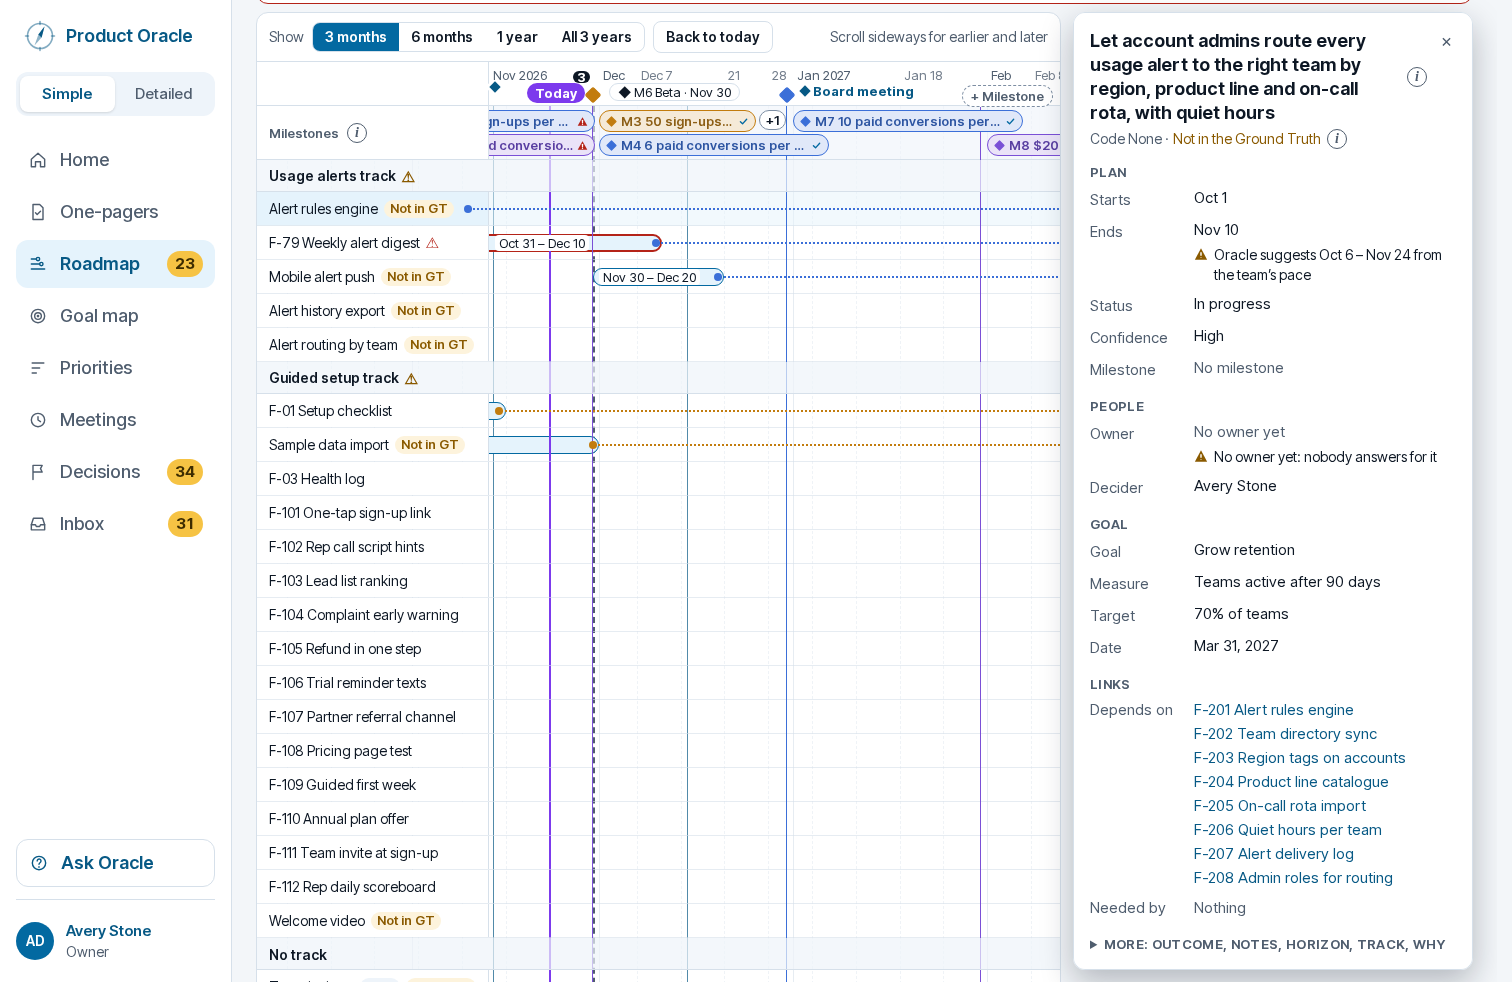 Product Oracle
Simple
Detailed
Home
One-pagers
Roadmap 23
Goal map
Priorities
Meetings
Decisions 34
Inbox 31
Ask Oracle
AD
Avery Stone
Owner
Show
3 months
6 months
1 year
All 3 years
Back to today
Scroll sideways for earlier and later
Nov 2026
3
Dec
Dec 7
21
28
Jan 2027
Jan 18
Feb
Feb
Today
M6 Beta · Nov 30
Board meeting
+ Milestone
Milestones i
gn-ups per ...
M3 50 sign-ups...
+1
M7 10 paid conversions per...
d conversio...
M4 6 paid conversions per ...
M8 $20
Usage alerts track
Alert rules engine Not in GT
F-79 Weekly alert digest
Oct 31 – Dec 10
Mobile alert push Not in GT
Nov 30 – Dec 20
Alert history export Not in GT
Alert routing by team Not in GT
Guided setup track
F-01 Setup checklist
Sample data import Not in GT
F-03 Health log
F-101 One-tap sign-up link
F-102 Rep call script hints
F-103 Lead list ranking
F-104 Complaint early warning
F-105 Refund in one step
F-106 Trial reminder texts
F-107 Partner referral channel
F-108 Pricing page test
F-109 Guided first week
F-110 Annual plan offer
F-111 Team invite at sign-up
F-112 Rep daily scoreboard
Welcome video Not in GT
No track
Let account admins route every
usage alert to the right team by
region, product line and on-call
rota, with quiet hours
i
×
Code None · Not in the Ground Truth i
PLAN
Starts Oct 1
Ends Nov 10
Oracle suggests Oct 6 – Nov 24 from
the team's pace
Status In progress
Confidence High
Milestone No milestone
PEOPLE
Owner No owner yet
No owner yet: nobody answers for it
Decider Avery Stone
GOAL
Goal Grow retention
Measure Teams active after 90 days
Target 70% of teams
Date Mar 31, 2027
LINKS
Depends on F-201 Alert rules engine
F-202 Team directory sync
F-203 Region tags on accounts
F-204 Product line catalogue
F-205 On-call rota import
F-206 Quiet hours per team
F-207 Alert delivery log
F-208 Admin roles for routing
Needed by Nothing
MORE: OUTCOME, NOTES, HORIZON, TRACK, WHY